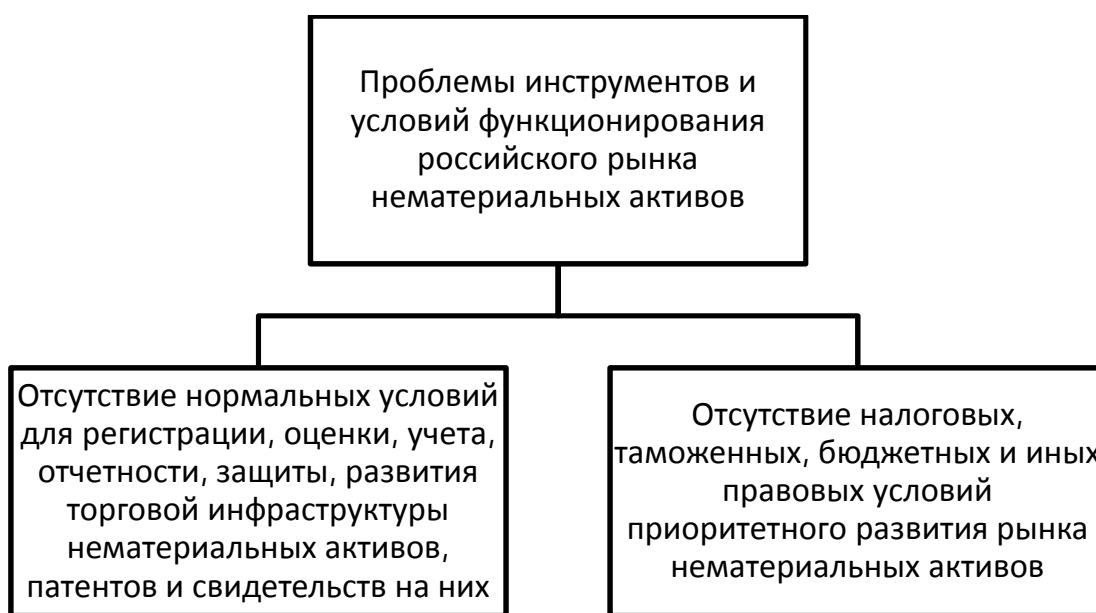 Проблемы инструментов и
условий функционирования
российского рынка
нематериальных активов
Отсутствие нормальных условий
для регистрации, оценки, учета,
отчетности, защиты, развития
торговой инфраструктуры
нематериальных активов,
патентов и свидетельств на них
Отсутствие налоговых,
таможенных, бюджетных и иных
правовых условий
приоритетного развития рынка
нематериальных активов